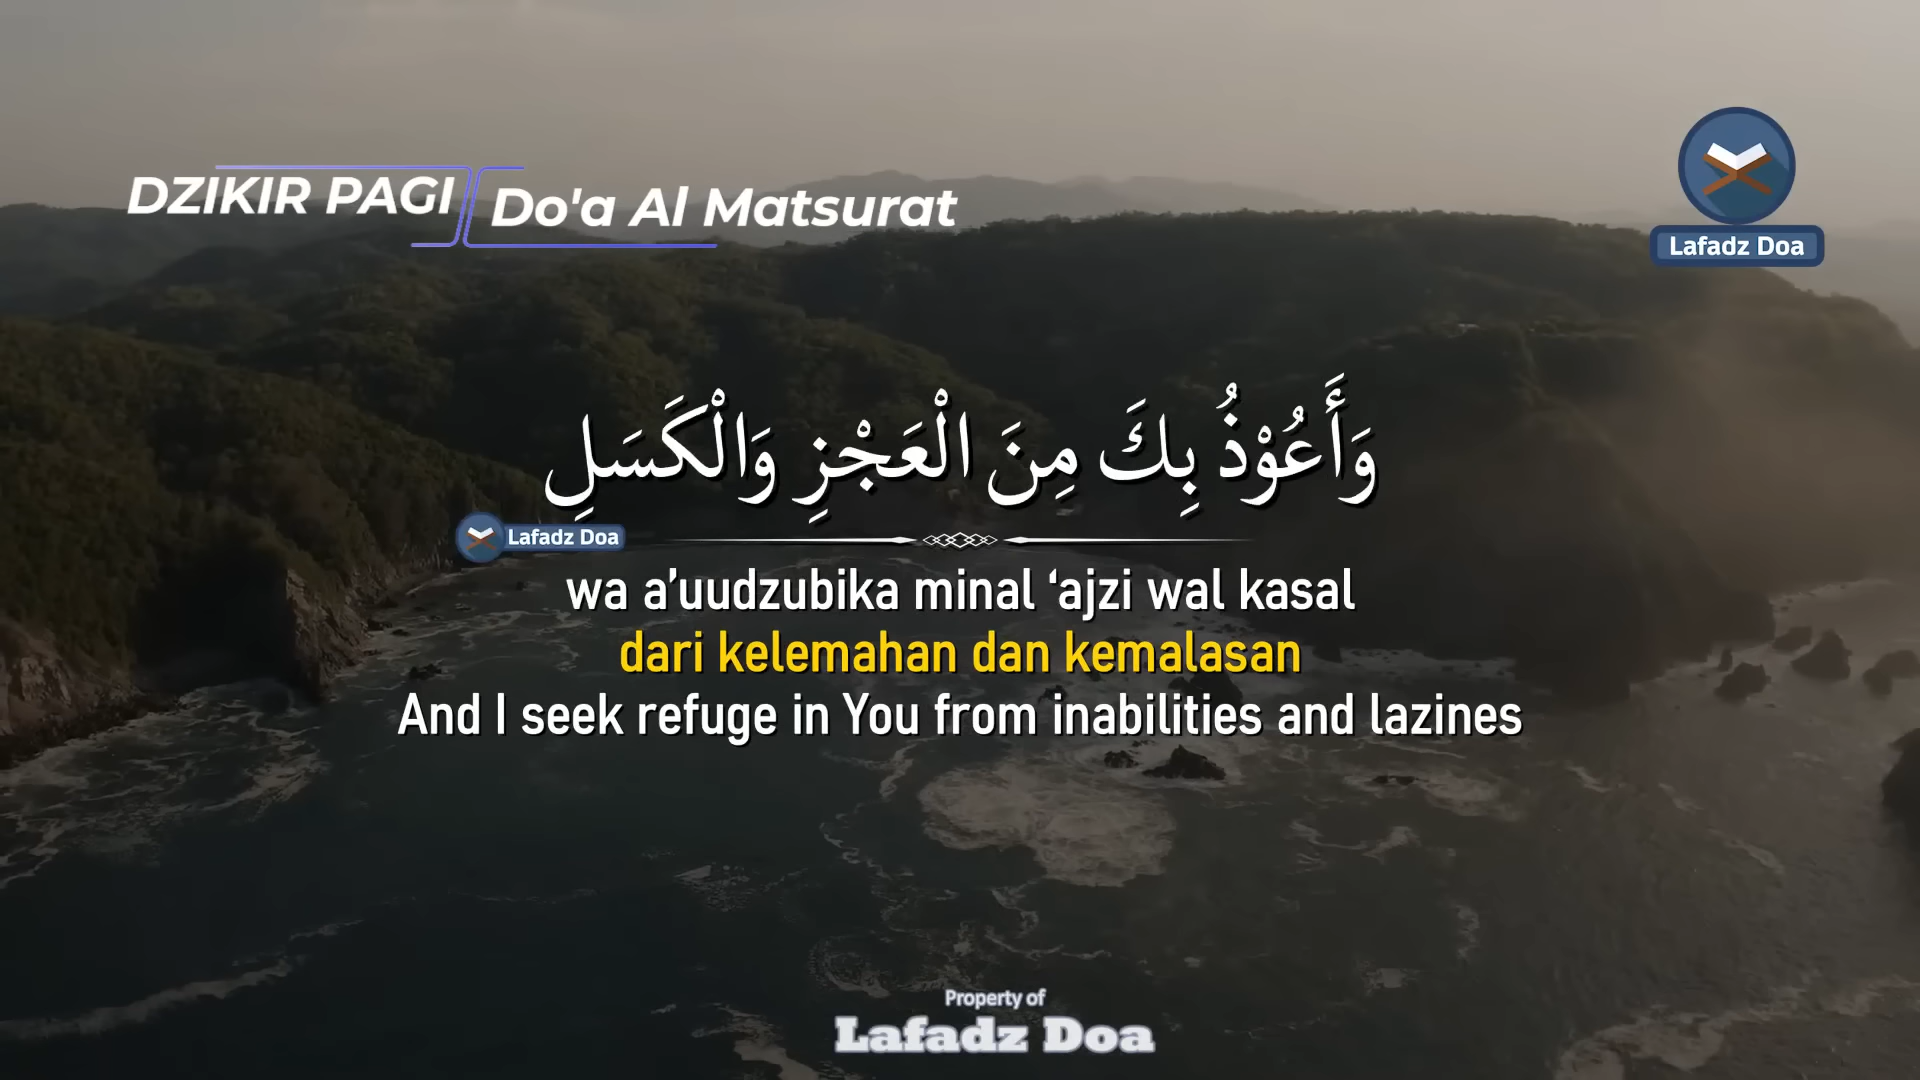 DZIKIR PAGI
Do'a Al Matsurat
Lafadz Doa
وَأَعُوْذُ بِكَ مِنَ الْعَجْزِ وَالْكَسَلِ
Lafadz Doa
wa a’uudzubika minal ‘ajzi wal kasal
dari kelemahan dan kemalasan
And I seek refuge in You from inabilities and lazines
Property of
Lafadz Doa